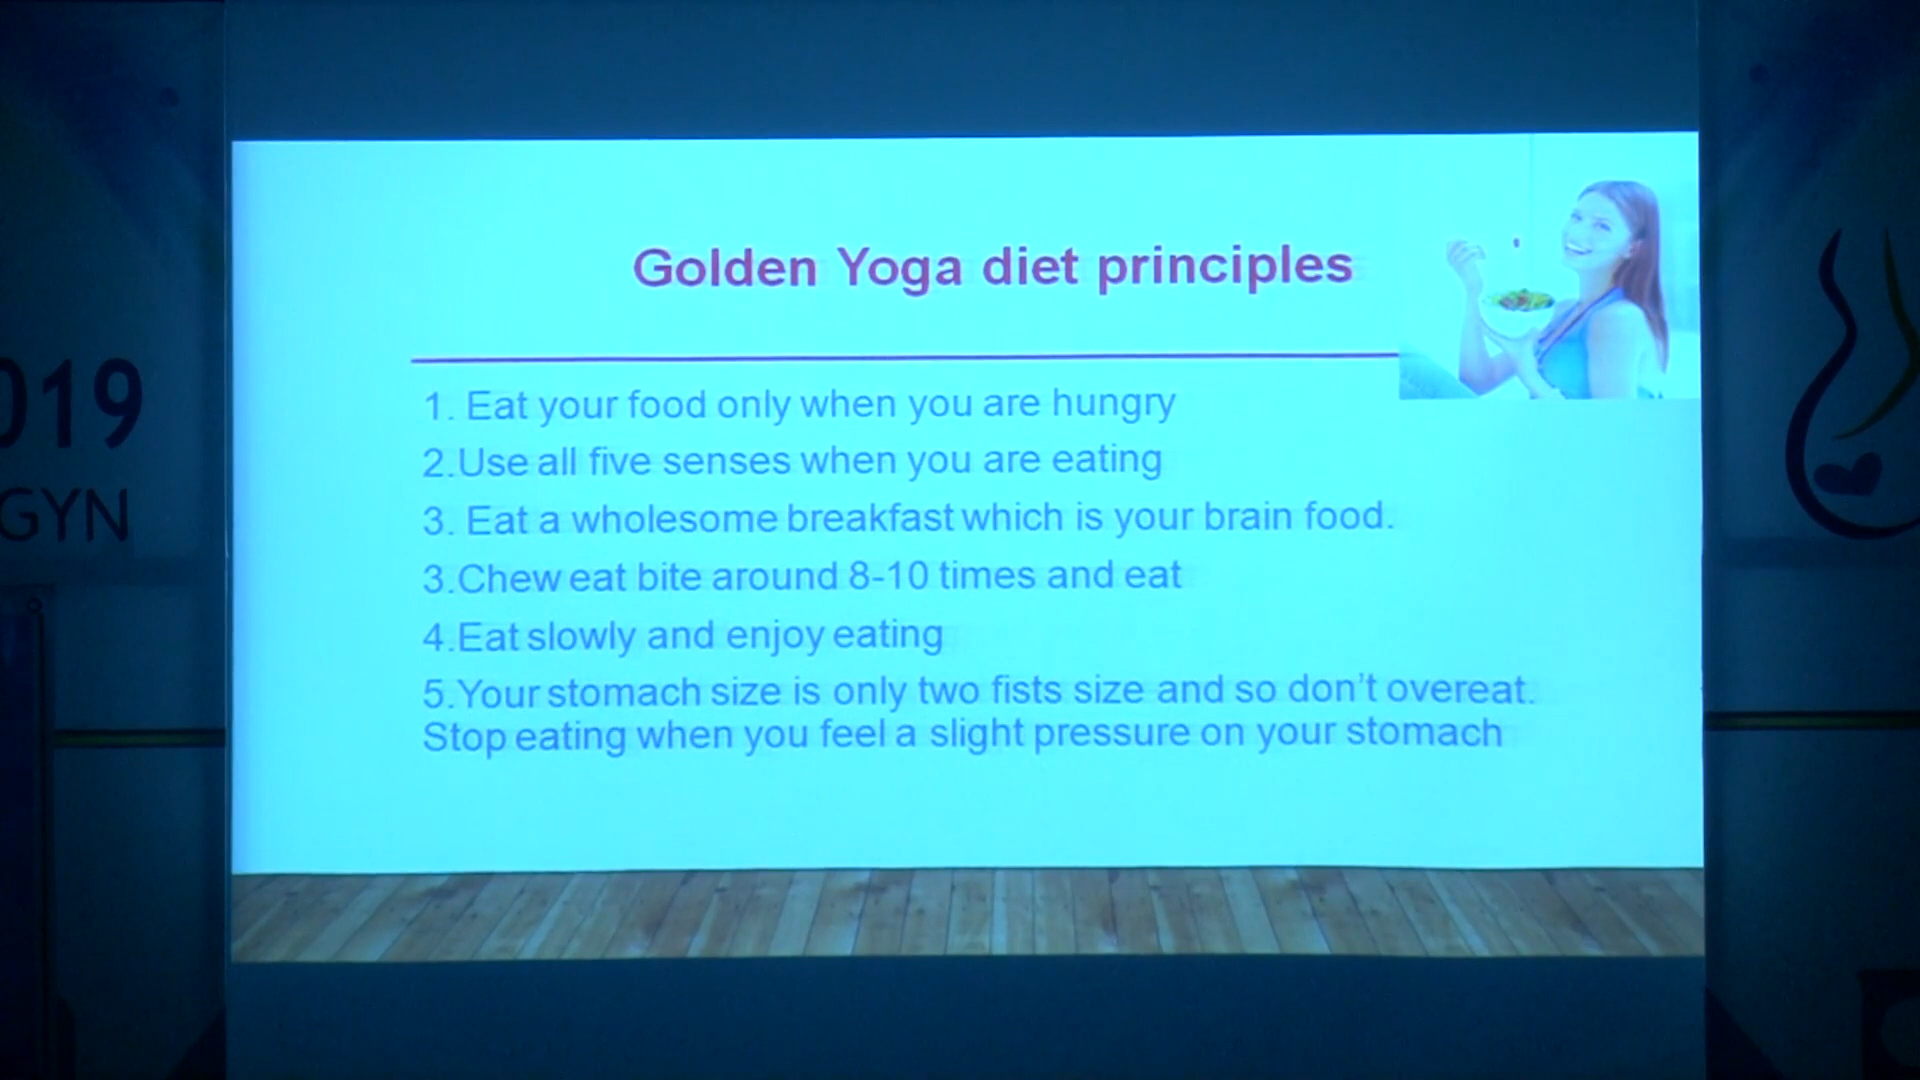 Golden Yoga diet principles
1. Eat your food only when you are hungry
2.Use all five senses when you are eating
3. Eat a wholesome breakfast which is your brain food.
3.Chew eat bite around 8-10 times and eat
4.Eat slowly and enjoy eating
5.Your stomach size is only two fists size and so don't overeat.
Stop eating when you feel a slight pressure on your stomach
019
GYN